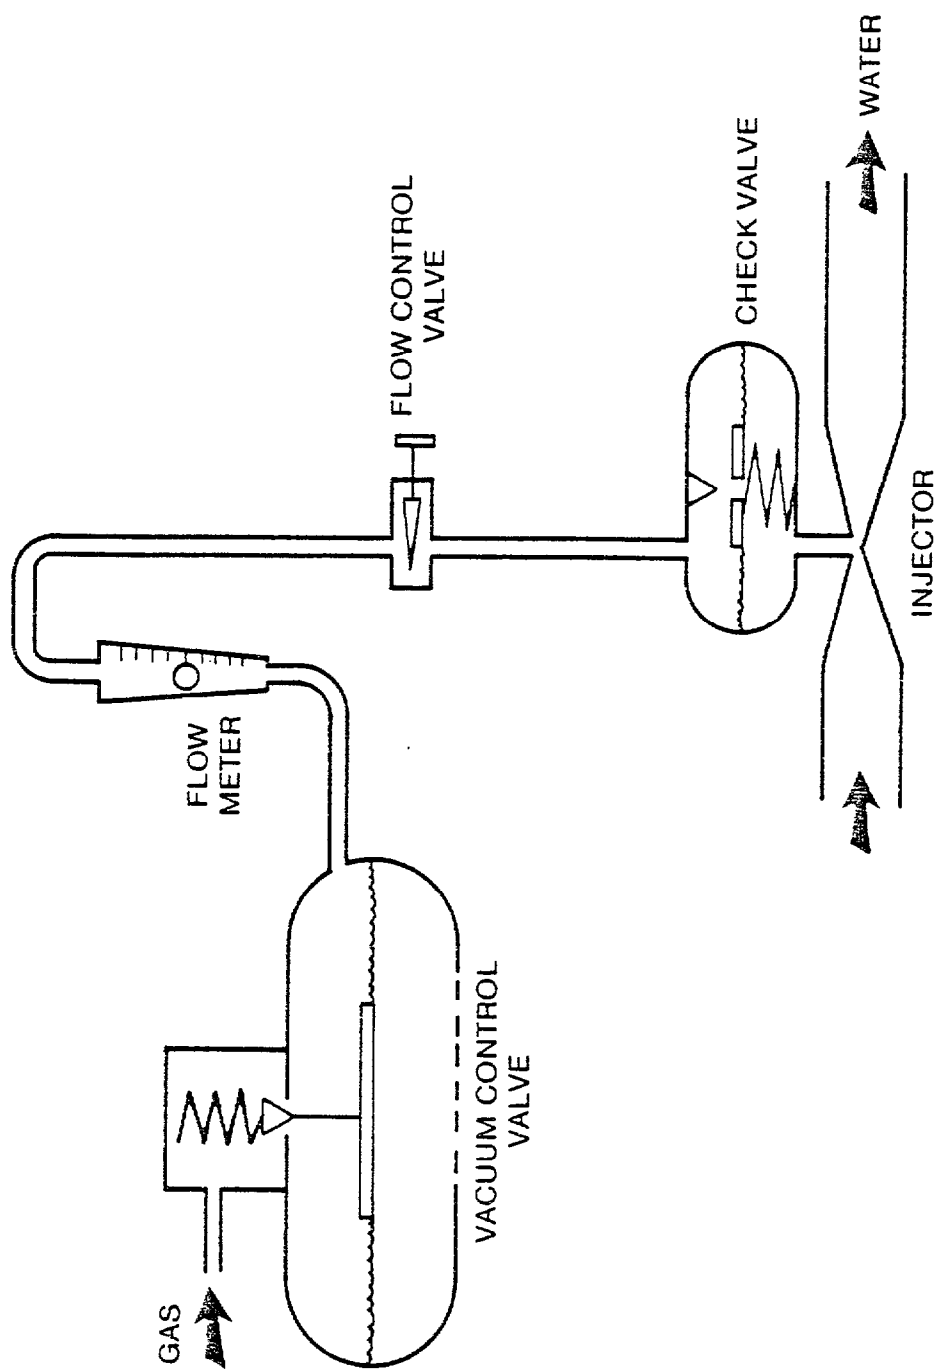 GAS
VACUUM CONTROL
VALVE
FLOW
METER
FLOW CONTROL
VALVE
CHECK VALVE
INJECTOR
WATER